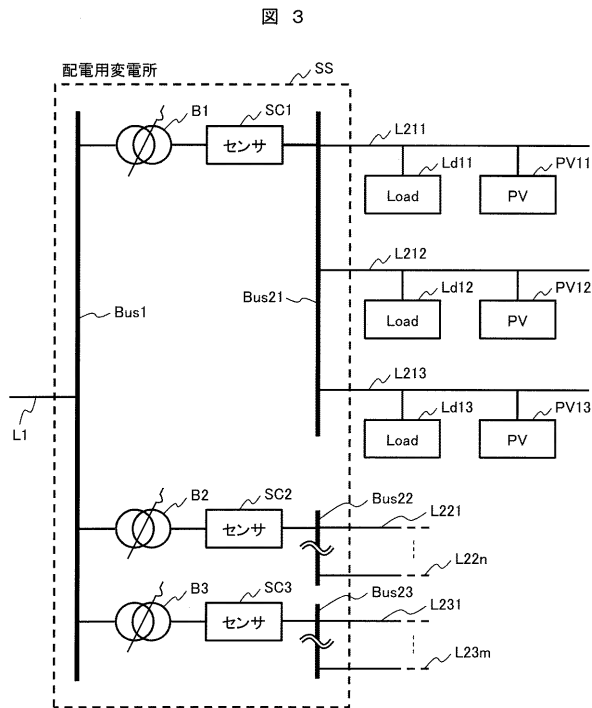 図 3
配電用変電所
SS
B1
SC1
センサ
L211
Ld11
PV11
Load
PV
L212
Ld12
PV12
Load
PV
Bus1
Bus21
L213
Ld13
PV13
Load
PV
L1
B2
SC2
センサ
Bus22
L221
L22n
B3
SC3
センサ
Bus23
L231
L23m